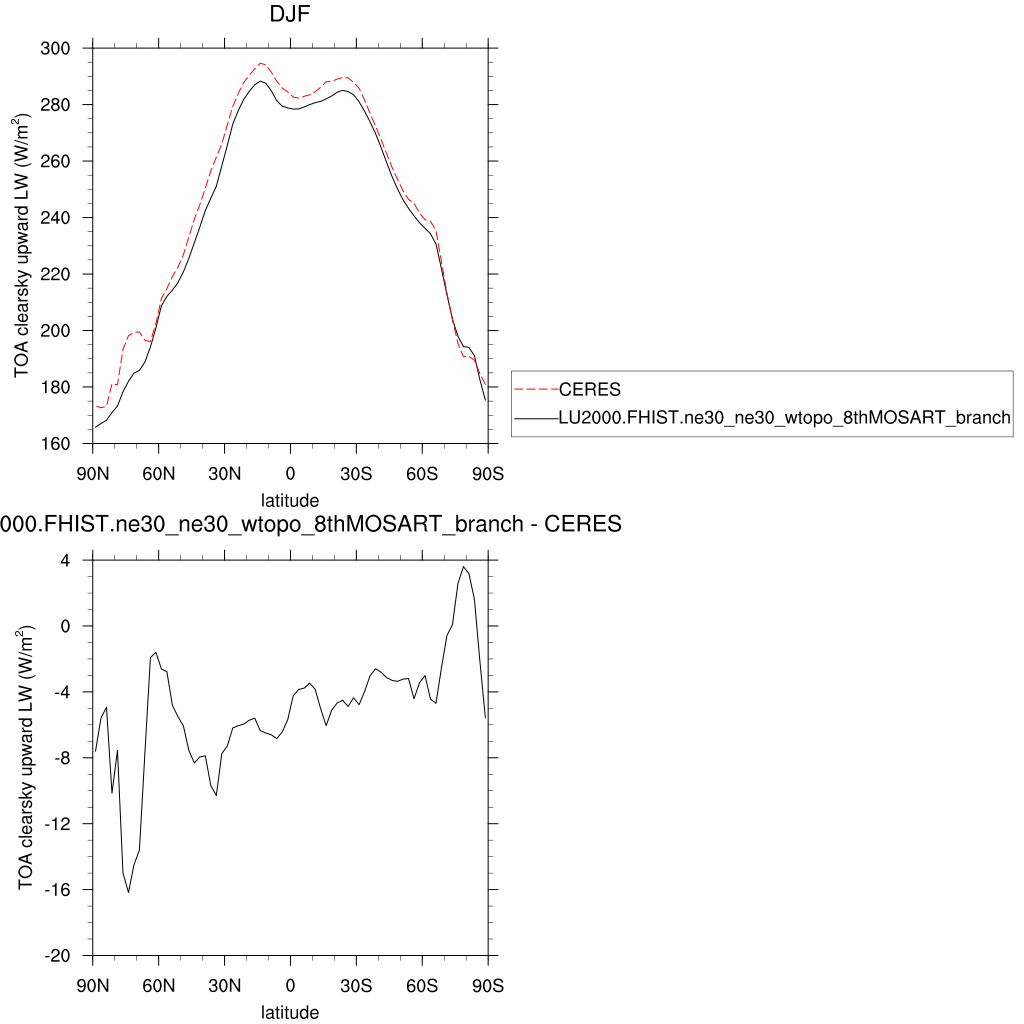 DJF
300
280
260
240
220
200
180
160
TOA clearsky upward LW (W/m²)
90N 60N 30N 0 30S 60S 90S
latitude
CERES
LU2000.FHIST.ne30_ne30_wtopo_8thMOSART_branch
000.FHIST.ne30_ne30_wtopo_8thMOSART_branch - CERES
4
0
-4
-8
-12
-16
-20
TOA clearsky upward LW (W/m²)
90N 60N 30N 0 30S 60S 90S
latitude